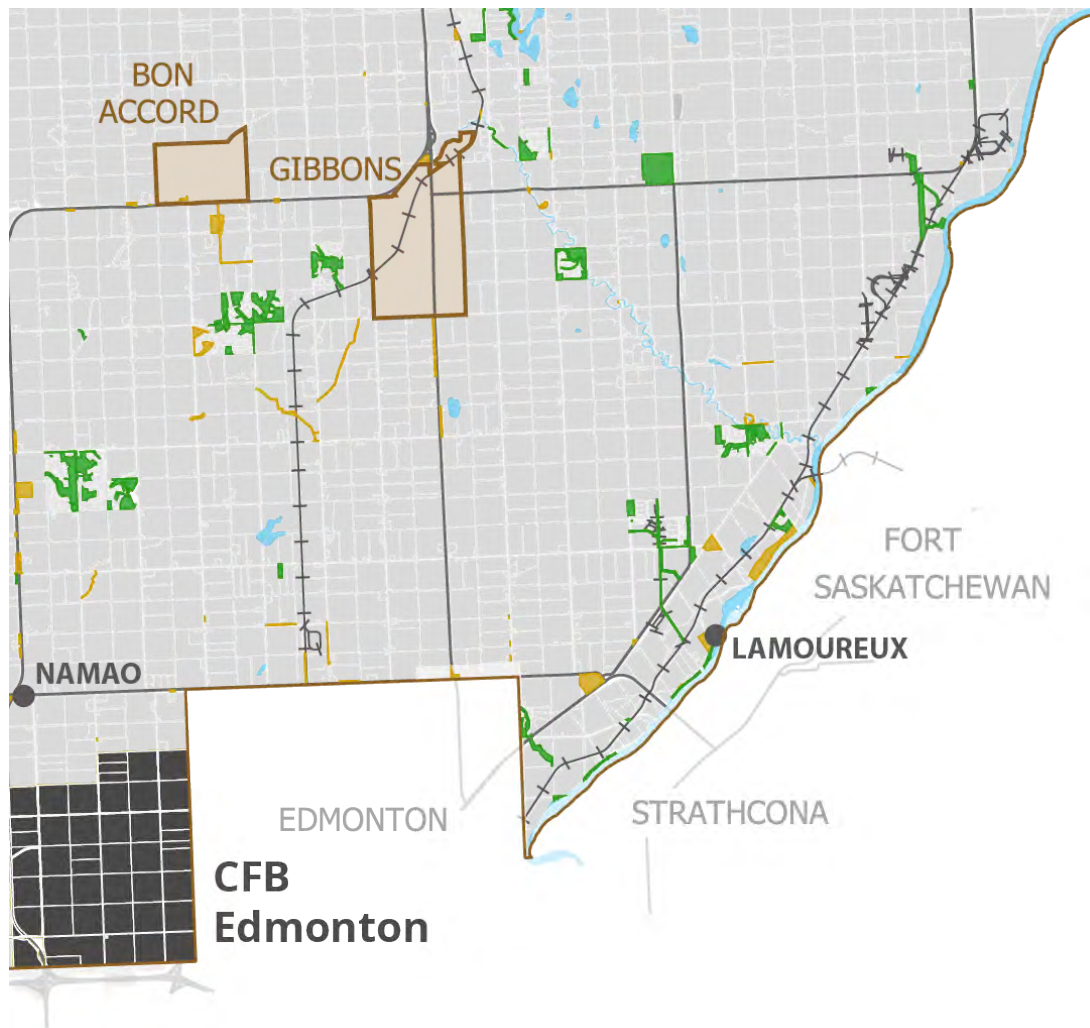 BON
ACCORD
GIBBONS
FORT
SASKATCHEWAN
LAMOUREUX
NAMAO
EDMONTON
STRATHCONA
CFB
Edmonton